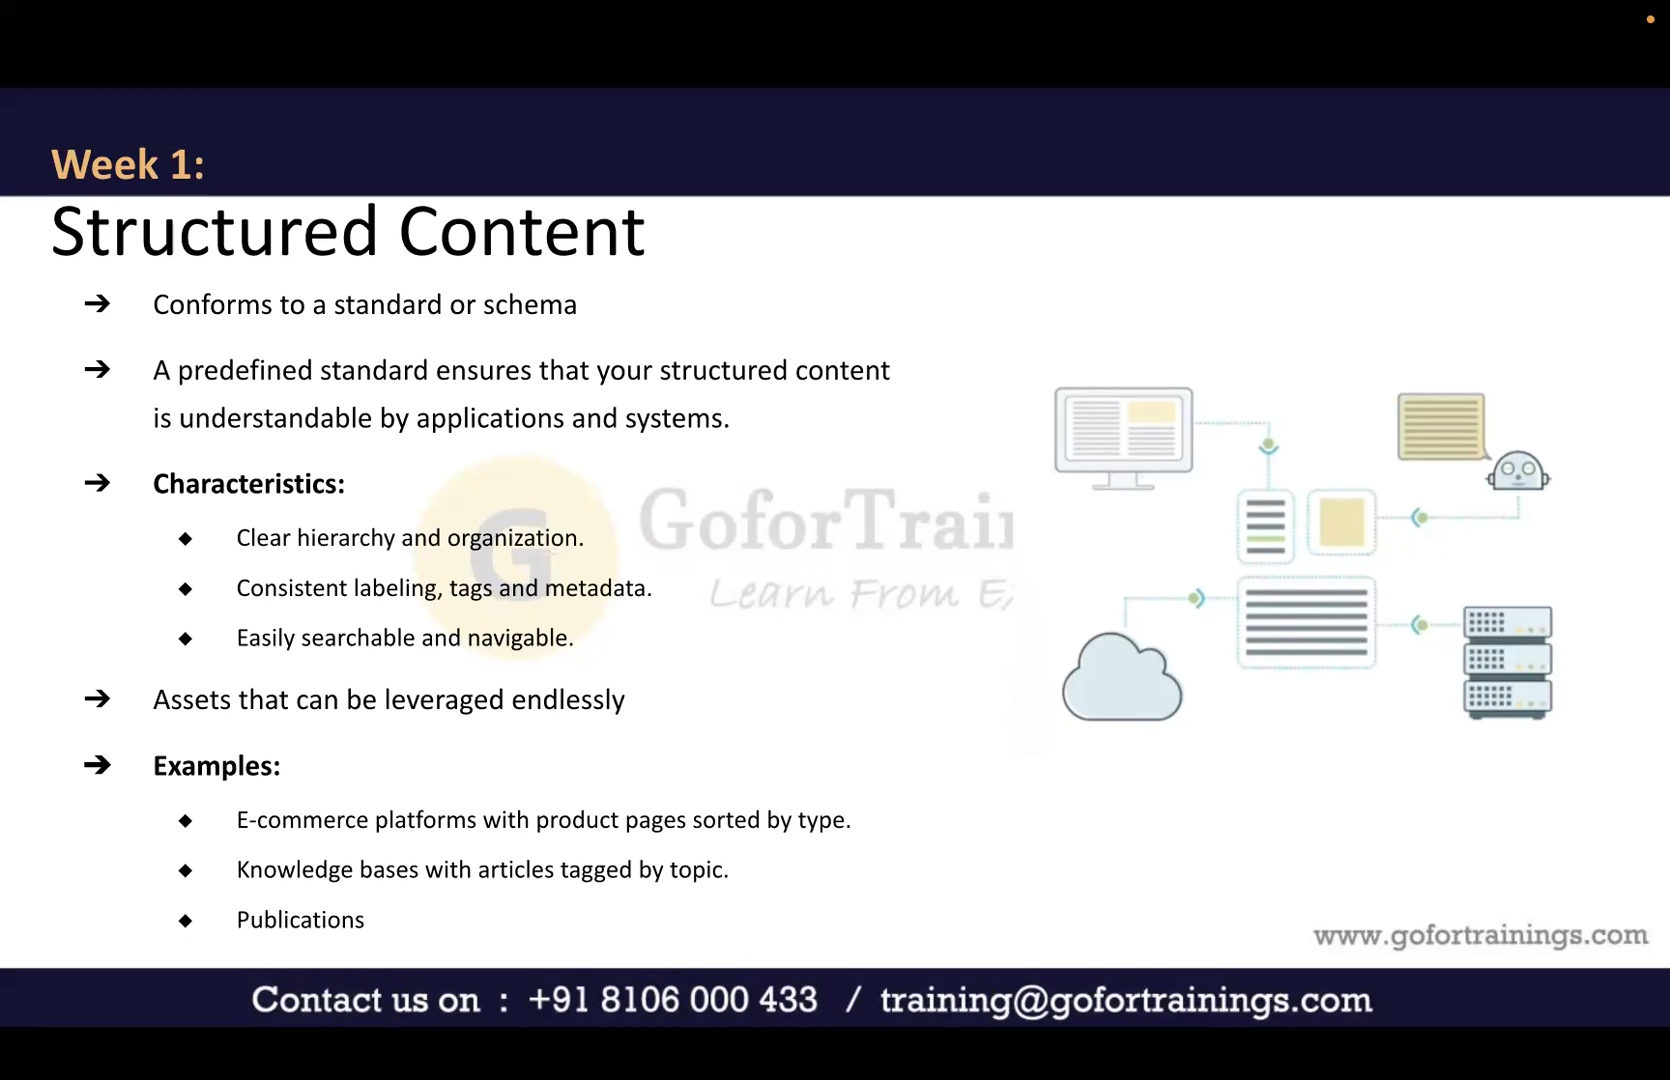 Week 1:
Structured Content
➔ Conforms to a standard or schema
➔ A predefined standard ensures that your structured content
is understandable by applications and systems.
➔ Characteristics:
◆ Clear hierarchy and organization.
◆ Consistent labeling, tags and metadata.
◆ Easily searchable and navigable.
➔ Assets that can be leveraged endlessly
➔ Examples:
◆ E-commerce platforms with product pages sorted by type.
◆ Knowledge bases with articles tagged by topic.
◆ Publications
G
GoforTrain
Learn From
www.gofortrainings.com
Contact us on : +91 8106 000 433 / training@gofortrainings.com